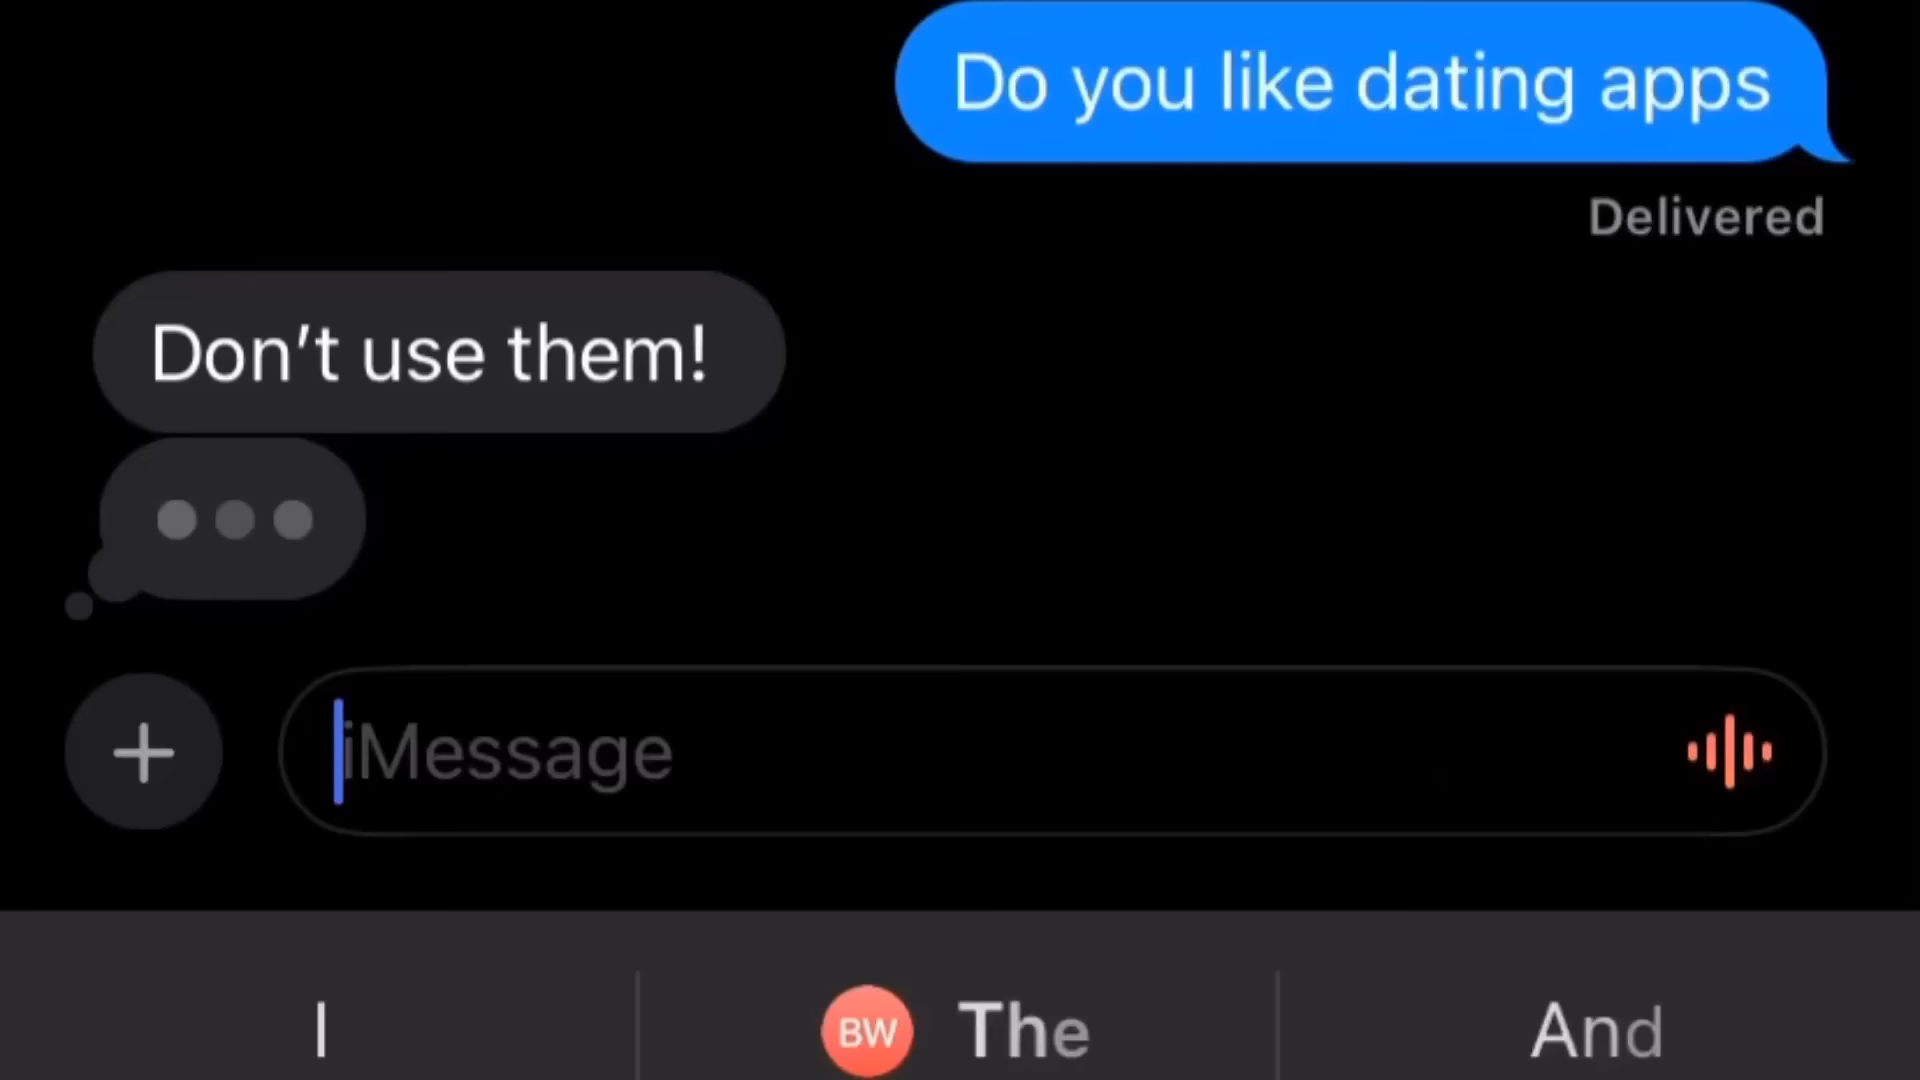 Do you like dating apps
Delivered
Don’t use them!
iMessage
I
BW The
And